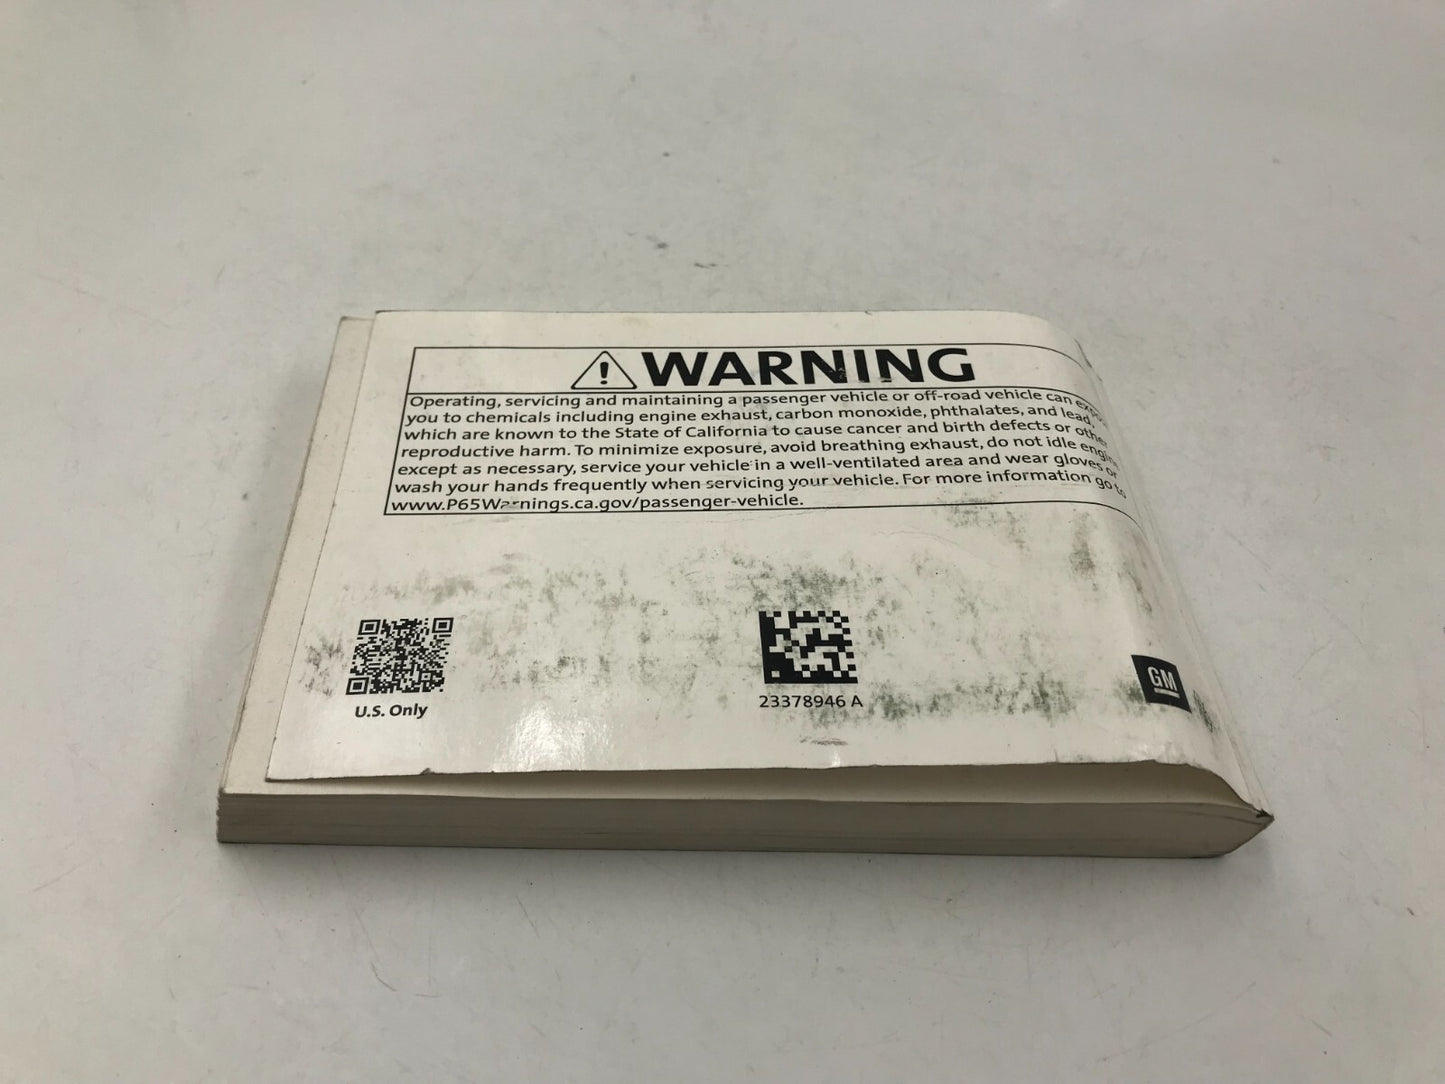 WARNING
Operating, servicing and maintaining a passenger vehicle or off-road vehicle can
you to chemicals including engine exhaust, carbon monoxide, phthalates, and lead,
which are known to the State of California to cause cancer and birth defects or other
reproductive harm. To minimize exposure, avoid breathing exhaust, do not idle engine
except as necessary, service your vehicle in a well-ventilated area and wear gloves or
wash your hands frequently when servicing your vehicle. For more information go to
www.P65Warnings.ca.gov/passenger-vehicle.
U.S. Only
23378946 A
GM